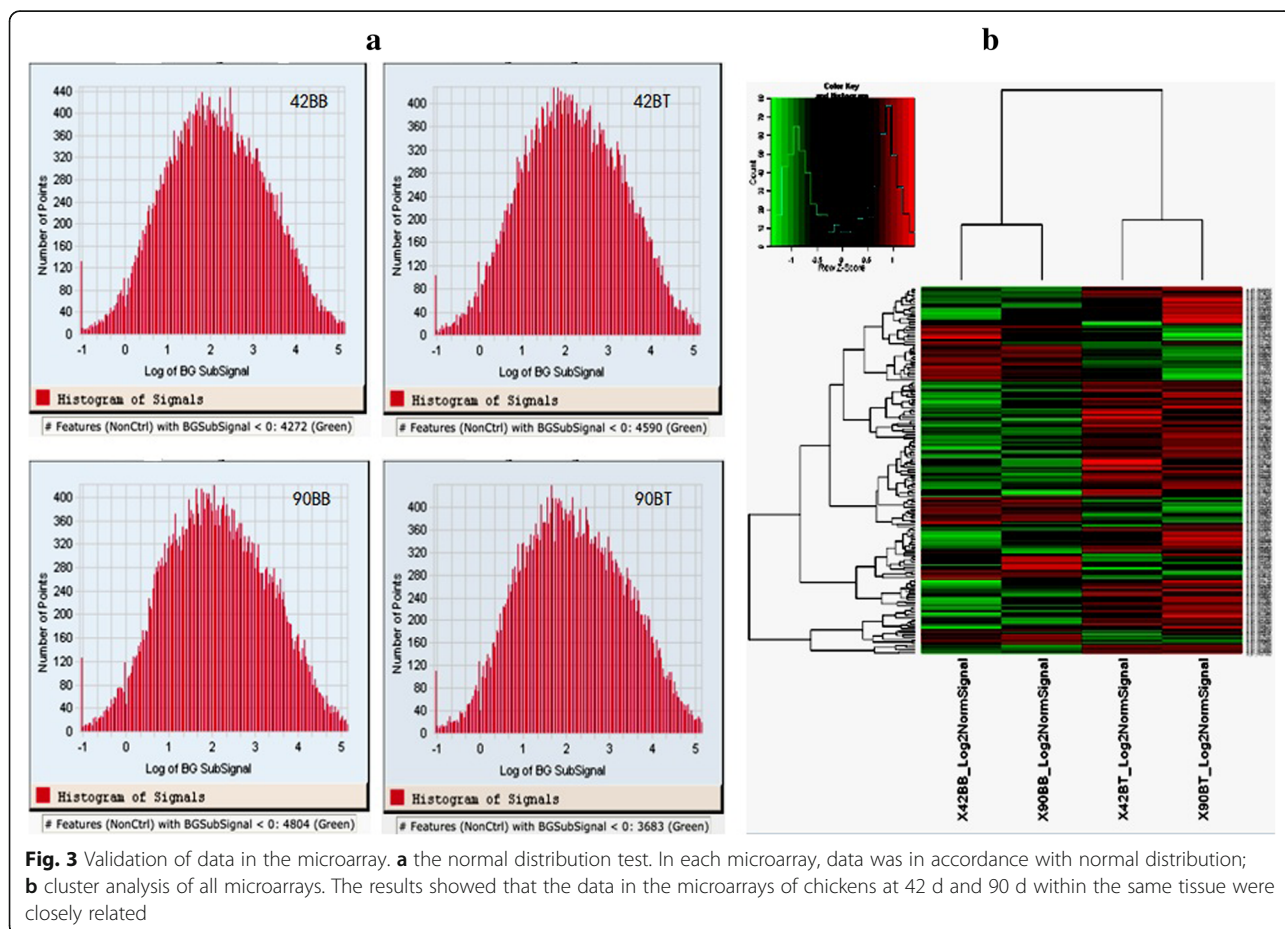 a
b
42BB
440
400
360
320
280
240
200
160
120
80
40
0
Number of Points
-1 0 1 2 3 4 5
Log of BG SubSignal
Histogram of Signals
# Features (NonCtrl) with BGSubSignal < 0: 4272 (Green)
42BT
400
360
320
280
240
200
160
120
80
40
0
Number of Points
-1 0 1 2 3 4 5
Log of BG SubSignal
Histogram of Signals
# Features (NonCtrl) with BGSubSignal < 0: 4590 (Green)
90BB
400
360
320
280
240
200
160
120
80
40
0
Number of Points
-1 0 1 2 3 4 5
Log of BG SubSignal
Histogram of Signals
# Features (NonCtrl) with BGSubSignal < 0: 4804 (Green)
90BT
400
360
320
280
240
200
160
120
80
40
0
Number of Points
-1 0 1 2 3 4 5
Log of BG SubSignal
Histogram of Signals
# Features (NonCtrl) with BGSubSignal < 0: 3683 (Green)
Color Key
and Histogram
Count
-1 -0.5 0 0.5 1
Row Z-Score
X42BB_Log2NormSignal
X90BB_Log2NormSignal
X42BT_Log2NormSignal
X90BT_Log2NormSignal
Fig. 3 Validation of data in the microarray. a the normal distribution test. In each microarray, data was in accordance with normal distribution;
b cluster analysis of all microarrays. The results showed that the data in the microarrays of chickens at 42 d and 90 d within the same tissue were
closely related